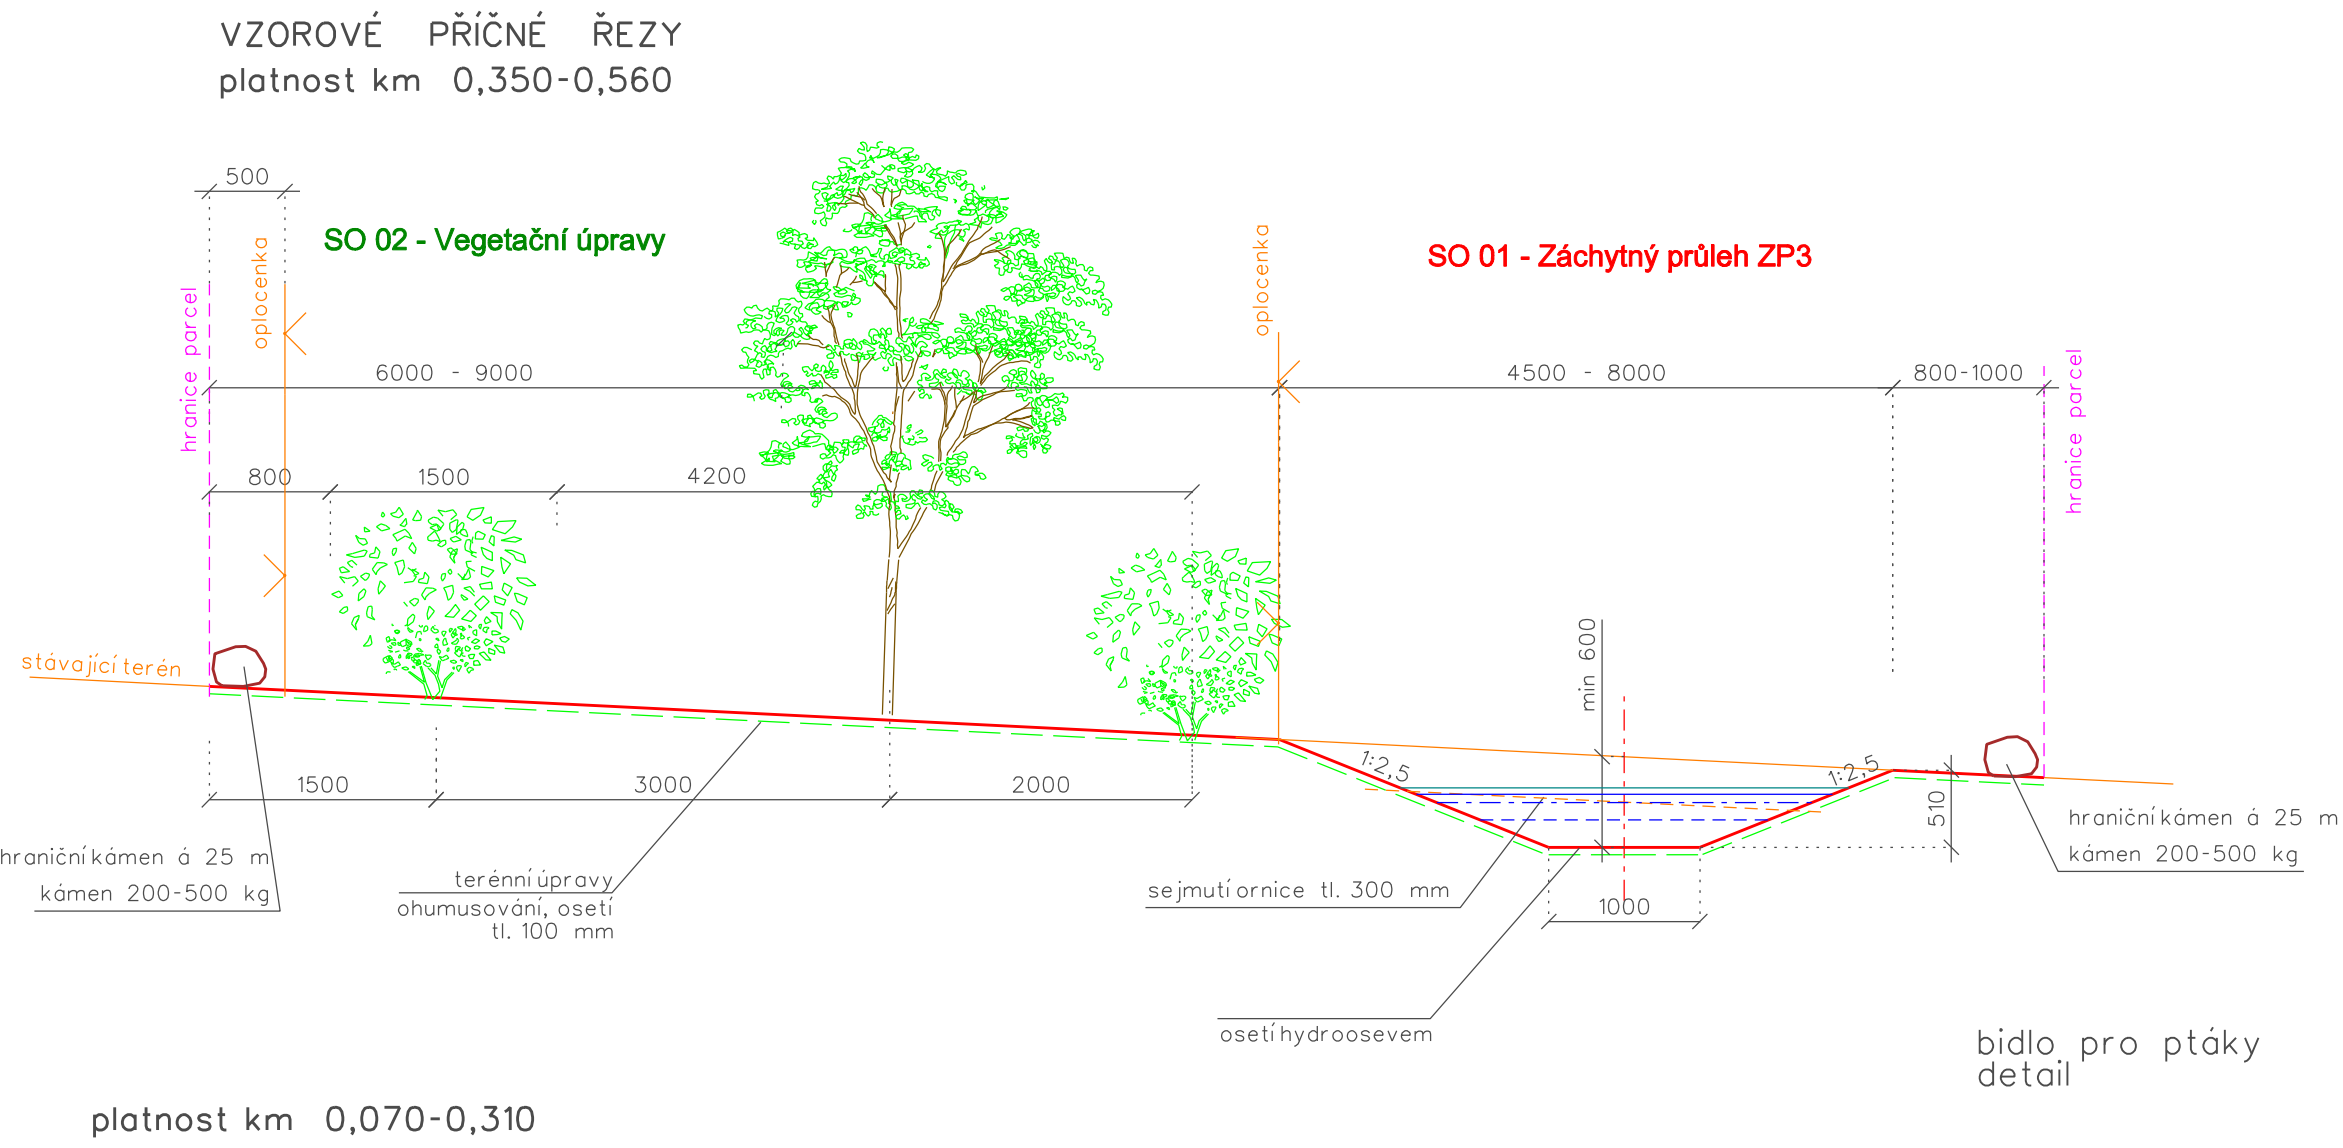 VZOROVÉ PŘÍČNÉ ŘEZY
platnost km 0,350-0,560
500
SO 02 - Vegetační úpravy
SO 01 - Záchytný průleh ZP3
oplocenka
oplocenka
hranice parcel
hranice parcel
6000 - 9000
4500 - 8000
800-1000
800
1500
4200
stávající terén
min 600
1:2,5
1:2,5
510
1500
3000
2000
hraniční kámen á 25 m
kámen 200-500 kg
terénní úpravy
ohumusování, osetí
tl. 100 mm
sejmutí ornice tl. 300 mm
1000
hraniční kámen á 25 m
kámen 200-500 kg
osetí hydroosevem
bidlo pro ptáky
detail
platnost km 0,070-0,310